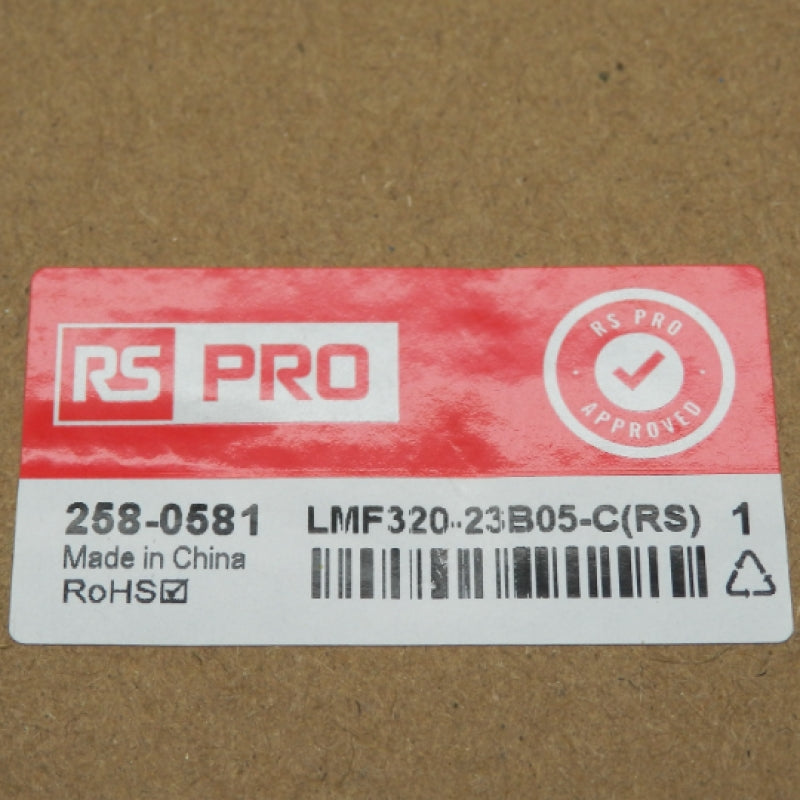 RS PRO
RS PRO
APPROVED
258-0581
LMF320-23B05-C(RS) 1
Made in China
RoHS